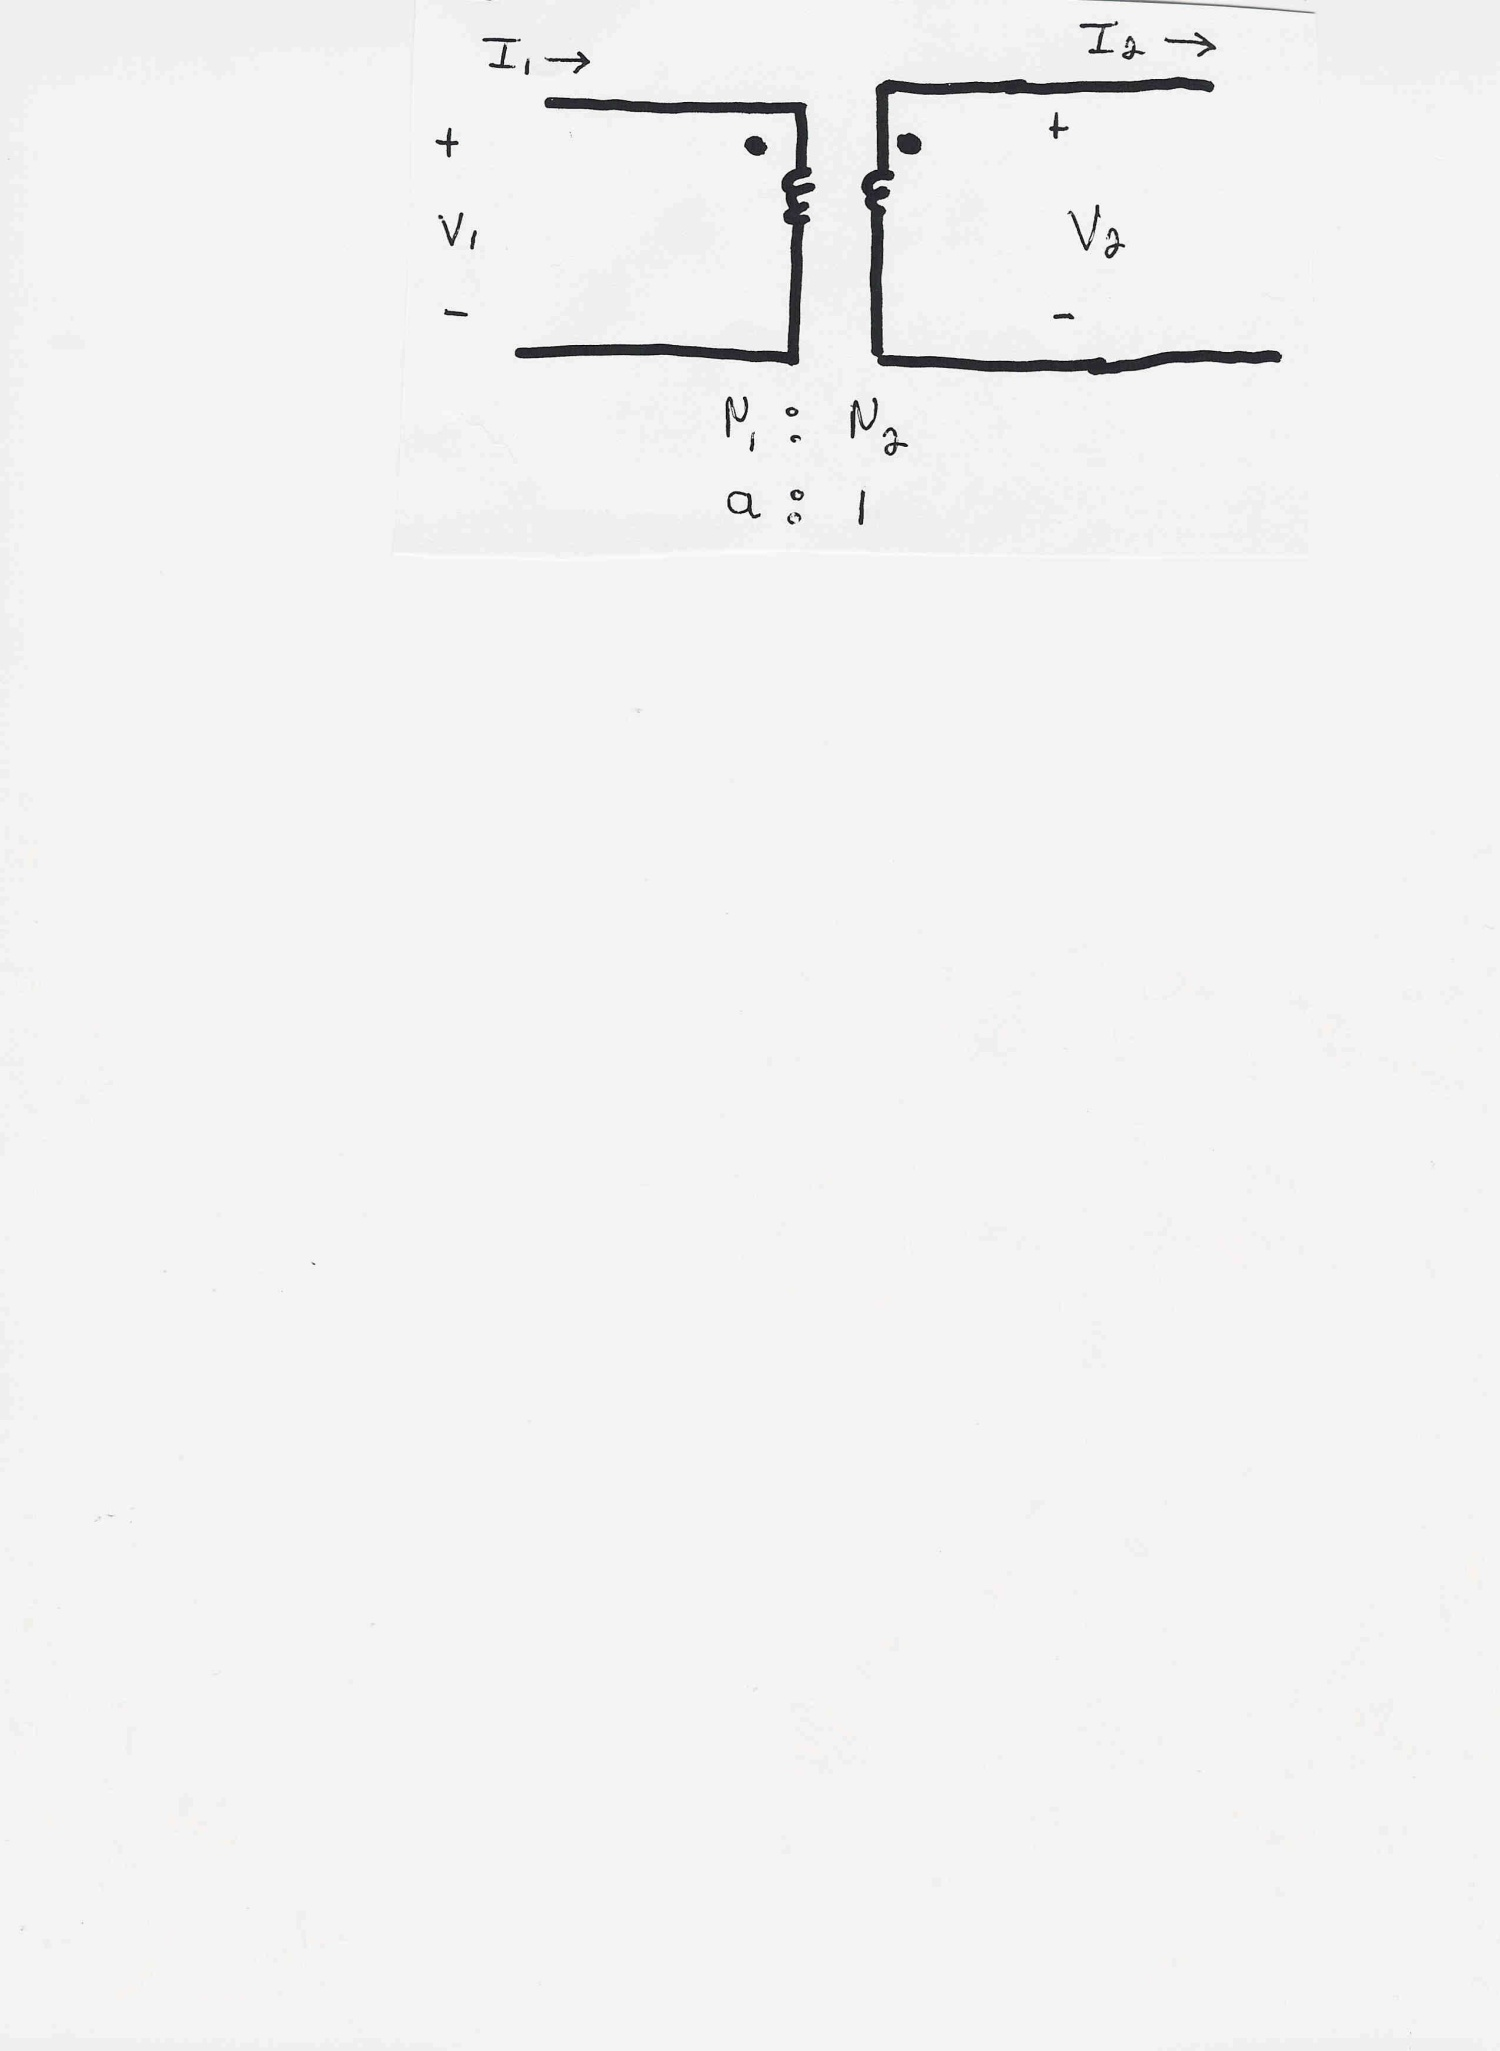 I₁ →
I₂ →
+
+
V₁
V₂
-
-
N₁ : N₂
a : 1